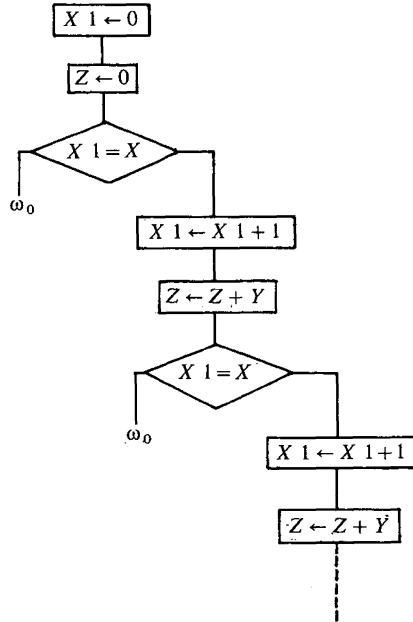 X 1 ← 0
Z ← 0
X 1 = X
ω₀
X 1 ← X 1 + 1
Z ← Z + Y
X 1 = X
ω₀
X 1 ← X 1 + 1
Z ← Z + Y